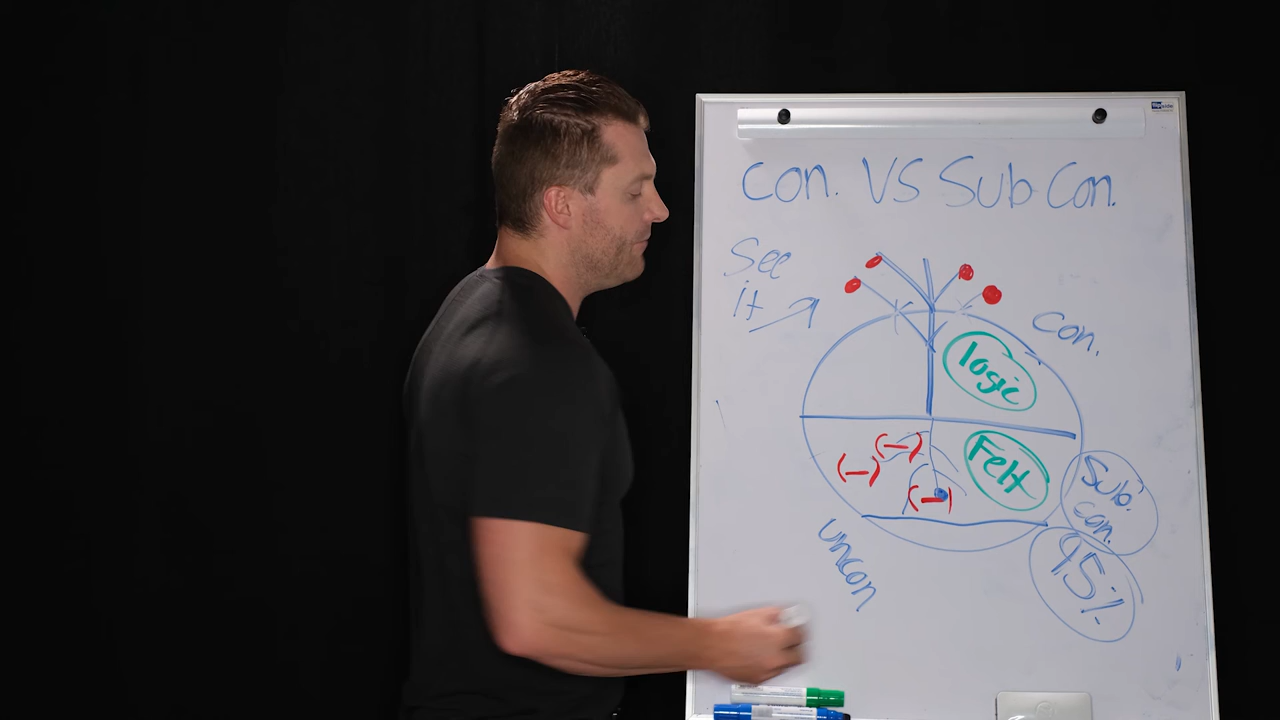 Con. VS Sub Con.
See
it
Con.
logic
(-)
(-)
(-)
Felt
Sub.
con.
95%
uncon